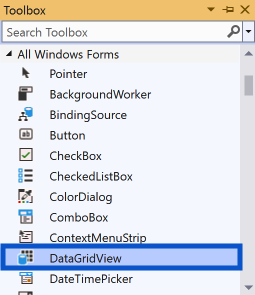 Toolbox
Search Toolbox
All Windows Forms
Pointer
BackgroundWorker
BindingSource
Button
CheckBox
CheckedListBox
ColorDialog
ComboBox
ContextMenuStrip
DataGridView
DateTimePicker